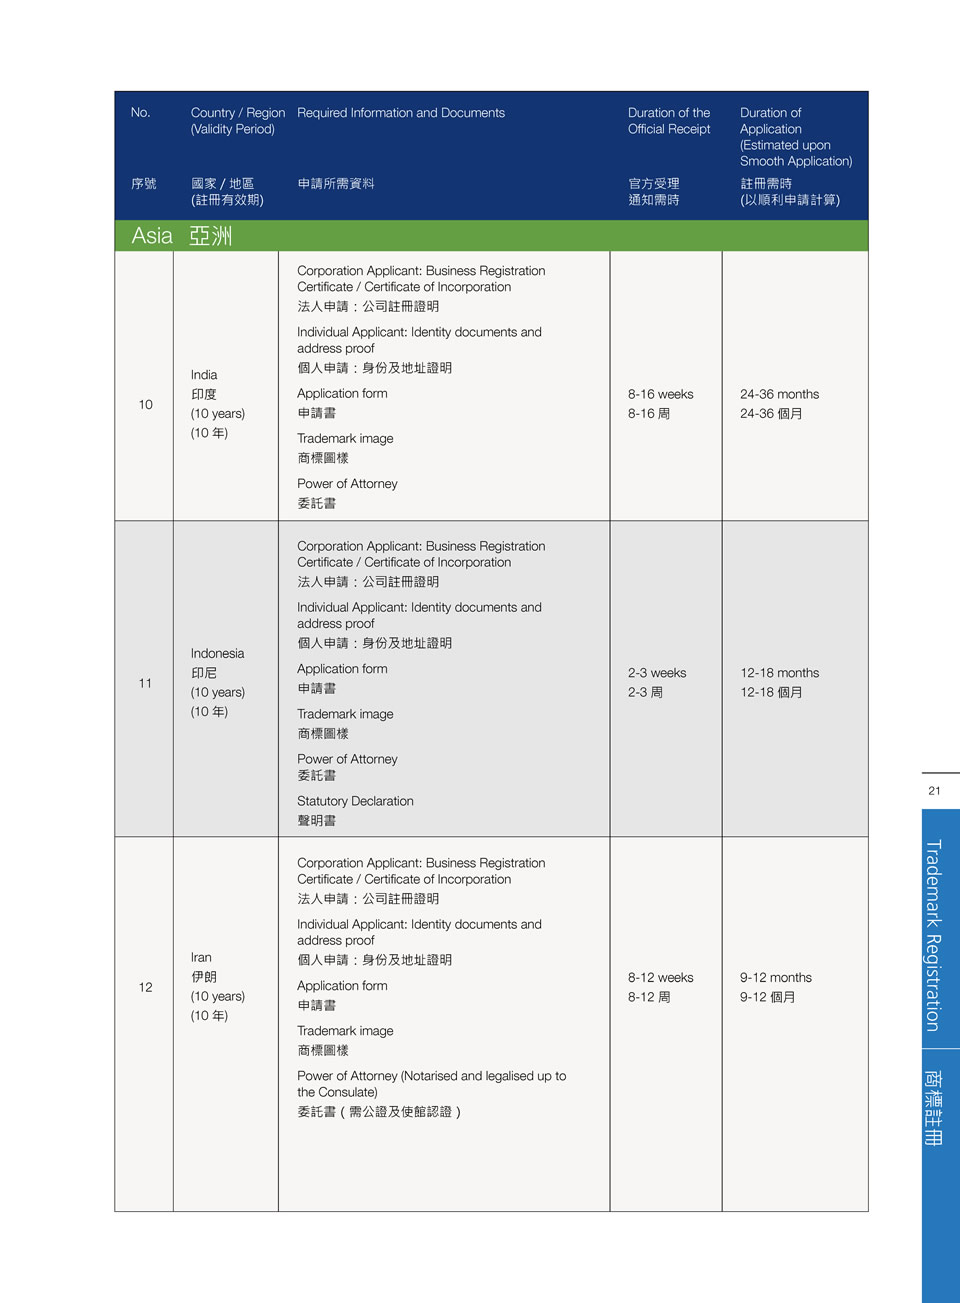 No.
Country / Region
(Validity Period)
Required Information and Documents
Duration of the
Official Receipt
Duration of
Application
(Estimated upon
Smooth Application)
序號
國家 / 地區
(註冊有效期)
申請所需資料
官方受理
通知需時
註冊需時
(以順利申請計算)
Asia 亞洲
10
India
印度
(10 years)
(10 年)
Corporation Applicant: Business Registration
Certificate / Certificate of Incorporation
法人申請：公司註冊證明
Individual Applicant: Identity documents and
address proof
個人申請：身份及地址證明
Application form
申請書
Trademark image
商標圖樣
Power of Attorney
委託書
8-16 weeks
8-16 周
24-36 months
24-36 個月
11
Indonesia
印尼
(10 years)
(10 年)
Corporation Applicant: Business Registration
Certificate / Certificate of Incorporation
法人申請：公司註冊證明
Individual Applicant: Identity documents and
address proof
個人申請：身份及地址證明
Application form
申請書
Trademark image
商標圖樣
Power of Attorney
委託書
Statutory Declaration
聲明書
2-3 weeks
2-3 周
12-18 months
12-18 個月
12
Iran
伊朗
(10 years)
(10 年)
Corporation Applicant: Business Registration
Certificate / Certificate of Incorporation
法人申請：公司註冊證明
Individual Applicant: Identity documents and
address proof
個人申請：身份及地址證明
Application form
申請書
Trademark image
商標圖樣
Power of Attorney (Notarised and legalised up to
the Consulate)
委託書（需公證及使館認證）
8-12 weeks
8-12 周
9-12 months
9-12 個月
21
Trademark Registration
商標註冊